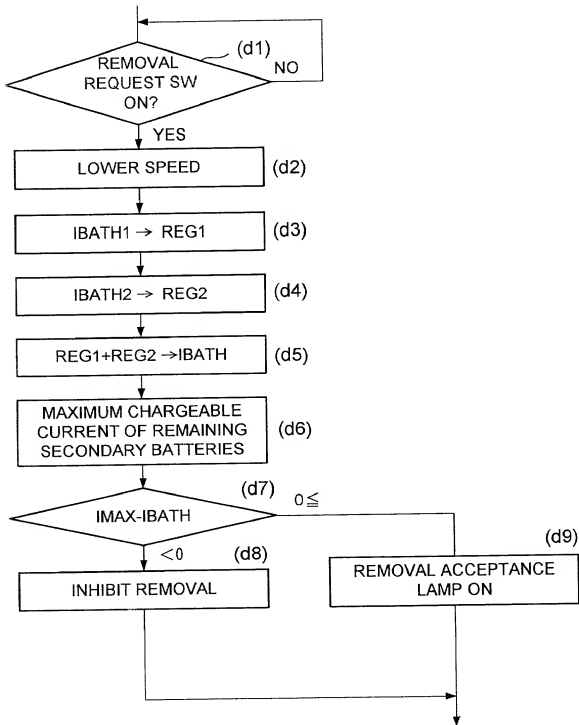 REMOVAL
REQUEST SW
ON?
(d1)
NO
YES
LOWER SPEED
(d2)
IBATH1 → REG1
(d3)
IBATH2 → REG2
(d4)
REG1+REG2 →IBATH
(d5)
MAXIMUM CHARGEABLE
CURRENT OF REMAINING
SECONDARY BATTERIES
(d6)
(d7)
IMAX-IBATH
0≦
<0
(d8)
INHIBIT REMOVAL
(d9)
REMOVAL ACCEPTANCE
LAMP ON